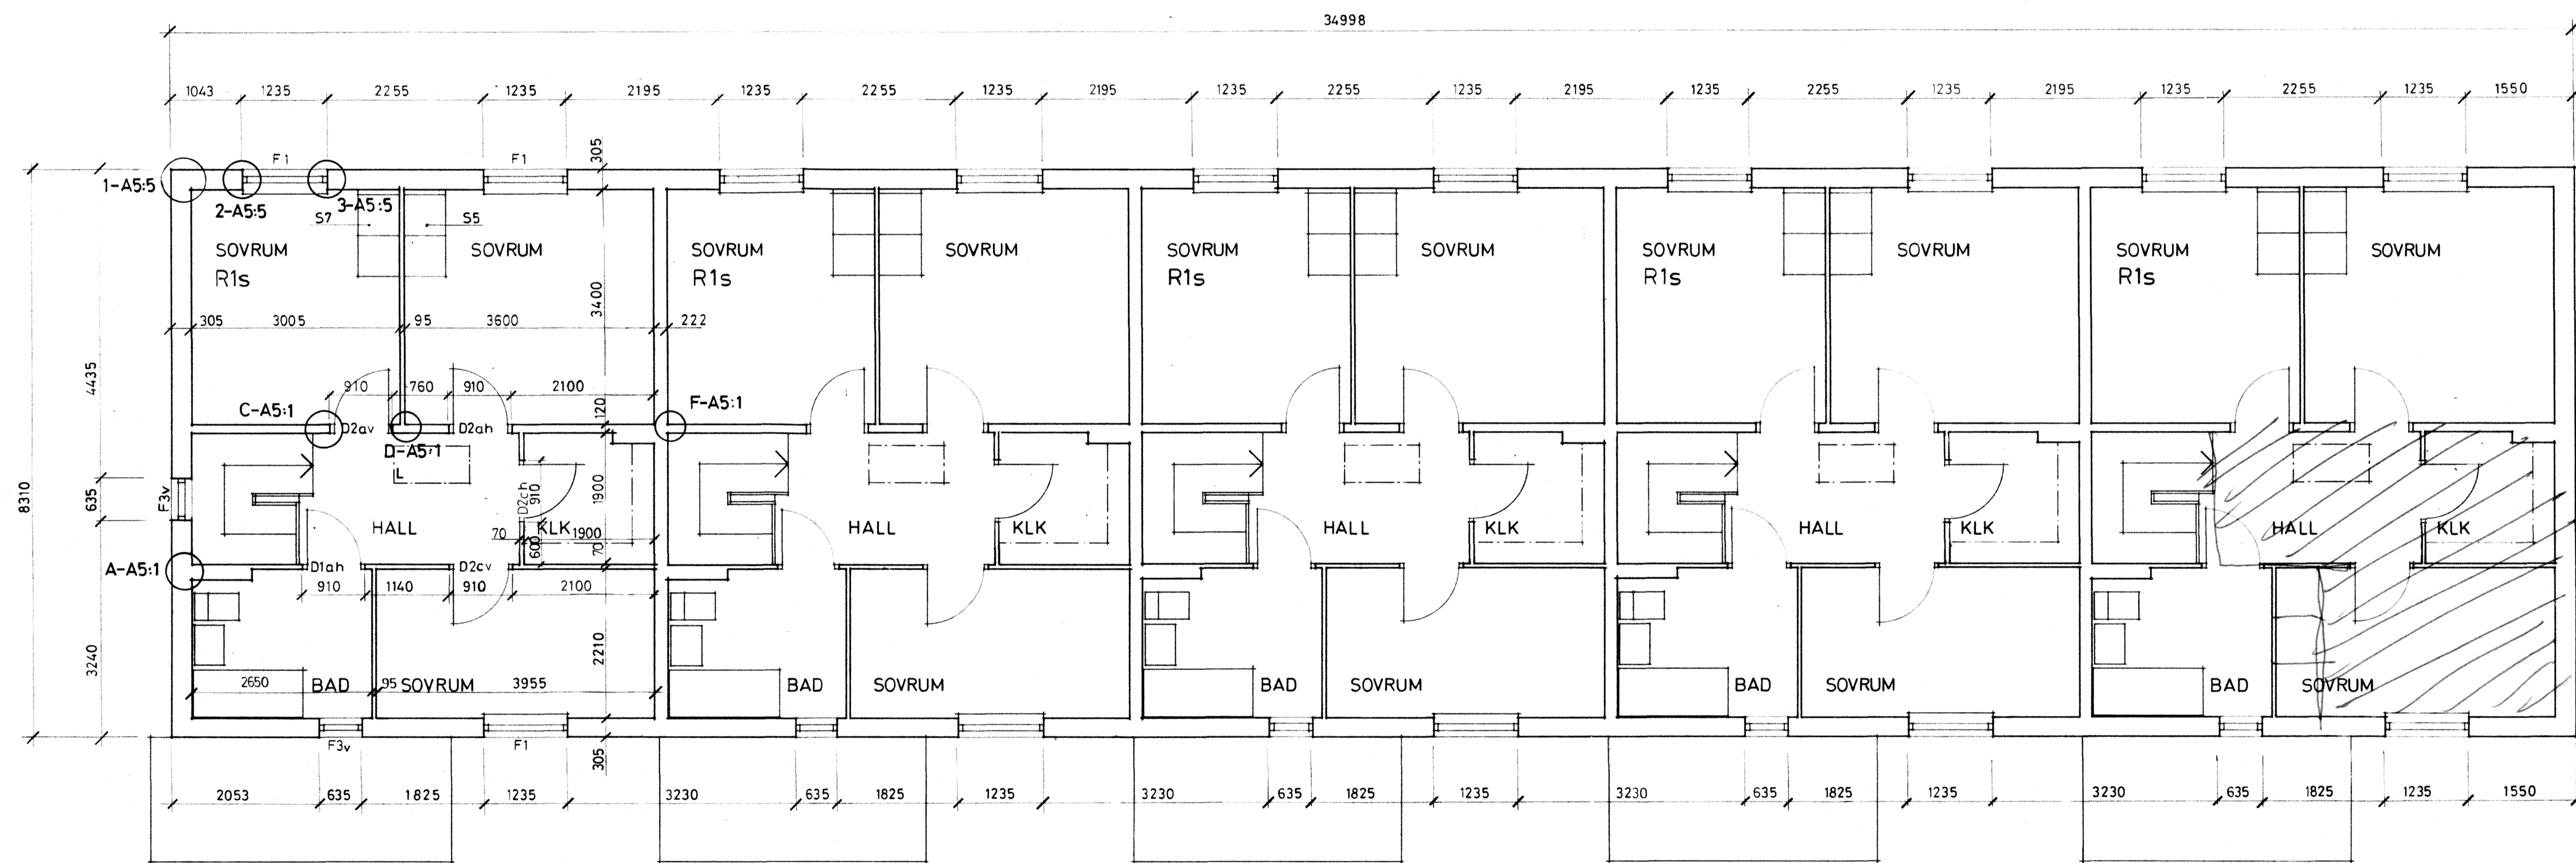 34998
1043 1235 2255 1235 2195 1235 2255 1235 2195 1235 2255 1235 2195 1235 2255 1235 2195 1235 2255 1235 1550
F1 F1 305
1-A5:5
2-A5:5 3-A5:5
S7 S5
SOVRUM SOVRUM SOVRUM SOVRUM SOVRUM SOVRUM SOVRUM SOVRUM SOVRUM SOVRUM
R1s R1s R1s R1s R1s
3400
305 3005 95 3600 222
4435
910 760 910 2100
C-A5:1 120 F-A5:1
D2av D2ah
D-A5:1
L
8310 635 F3v D2ch 910 1900
HALL KLK HALL KLK HALL KLK HALL KLK HALL KLK
70 600 1900 70
A-A5:1 D1ah D2cv
910 1140 910 2100
3240 2210
2650 BAD 95 SOVRUM 3955 BAD SOVRUM BAD SOVRUM BAD SOVRUM BAD SOVRUM
F3v F1 305
2053 635 1825 1235 3230 635 1825 1235 3230 635 1825 1235 3230 635 1825 1235 3230 635 1825 1235 1550